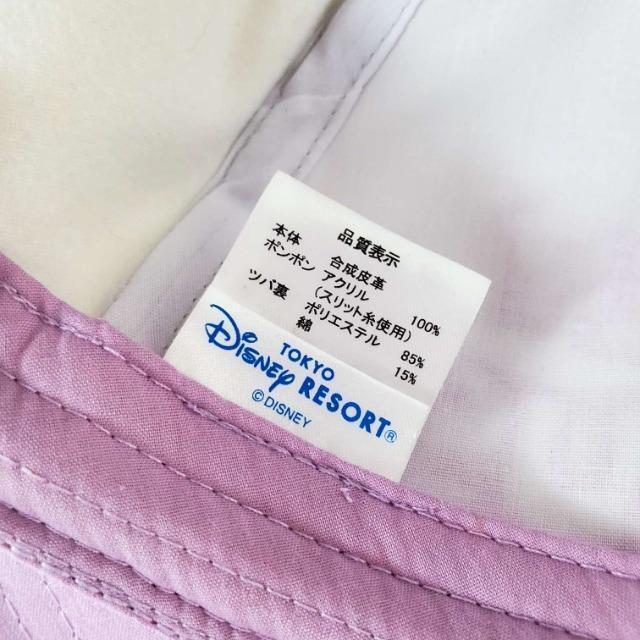 品質表示
本体 合成皮革
ボンボン アクリル 100%
(スリット糸使用)
ツバ裏 ポリエステル 85%
綿 15%
TOKYO
Disney RESORT®
©DISNEY